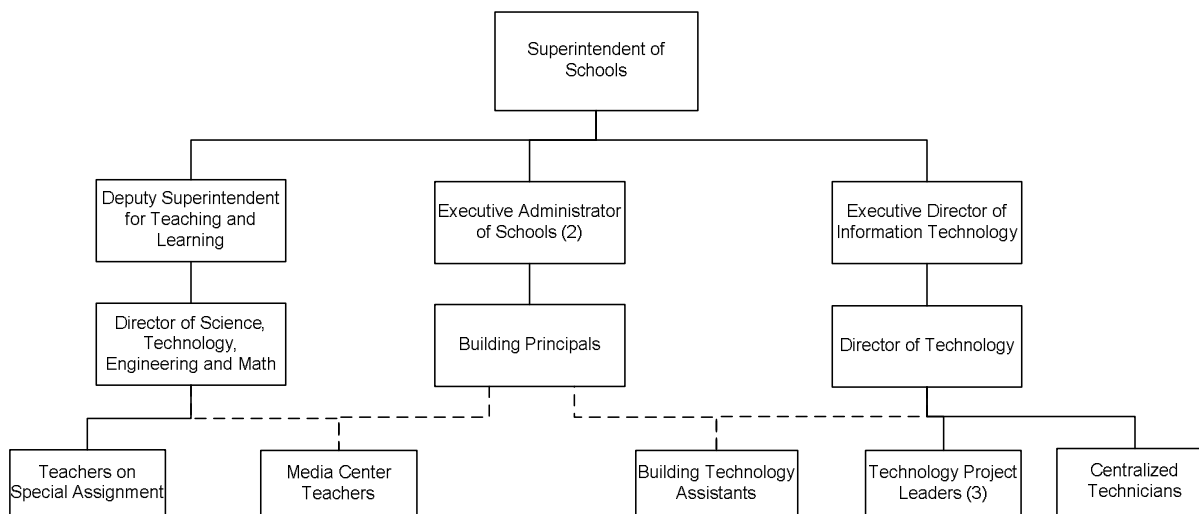 Superintendent of
Schools
Deputy Superintendent
for Teaching and
Learning
Executive Administrator
of Schools (2)
Executive Director of
Information Technology
Director of Science,
Technology,
Engineering and Math
Building Principals
Director of Technology
Teachers on
Special Assignment
Media Center
Teachers
Building Technology
Assistants
Technology Project
Leaders (3)
Centralized
Technicians